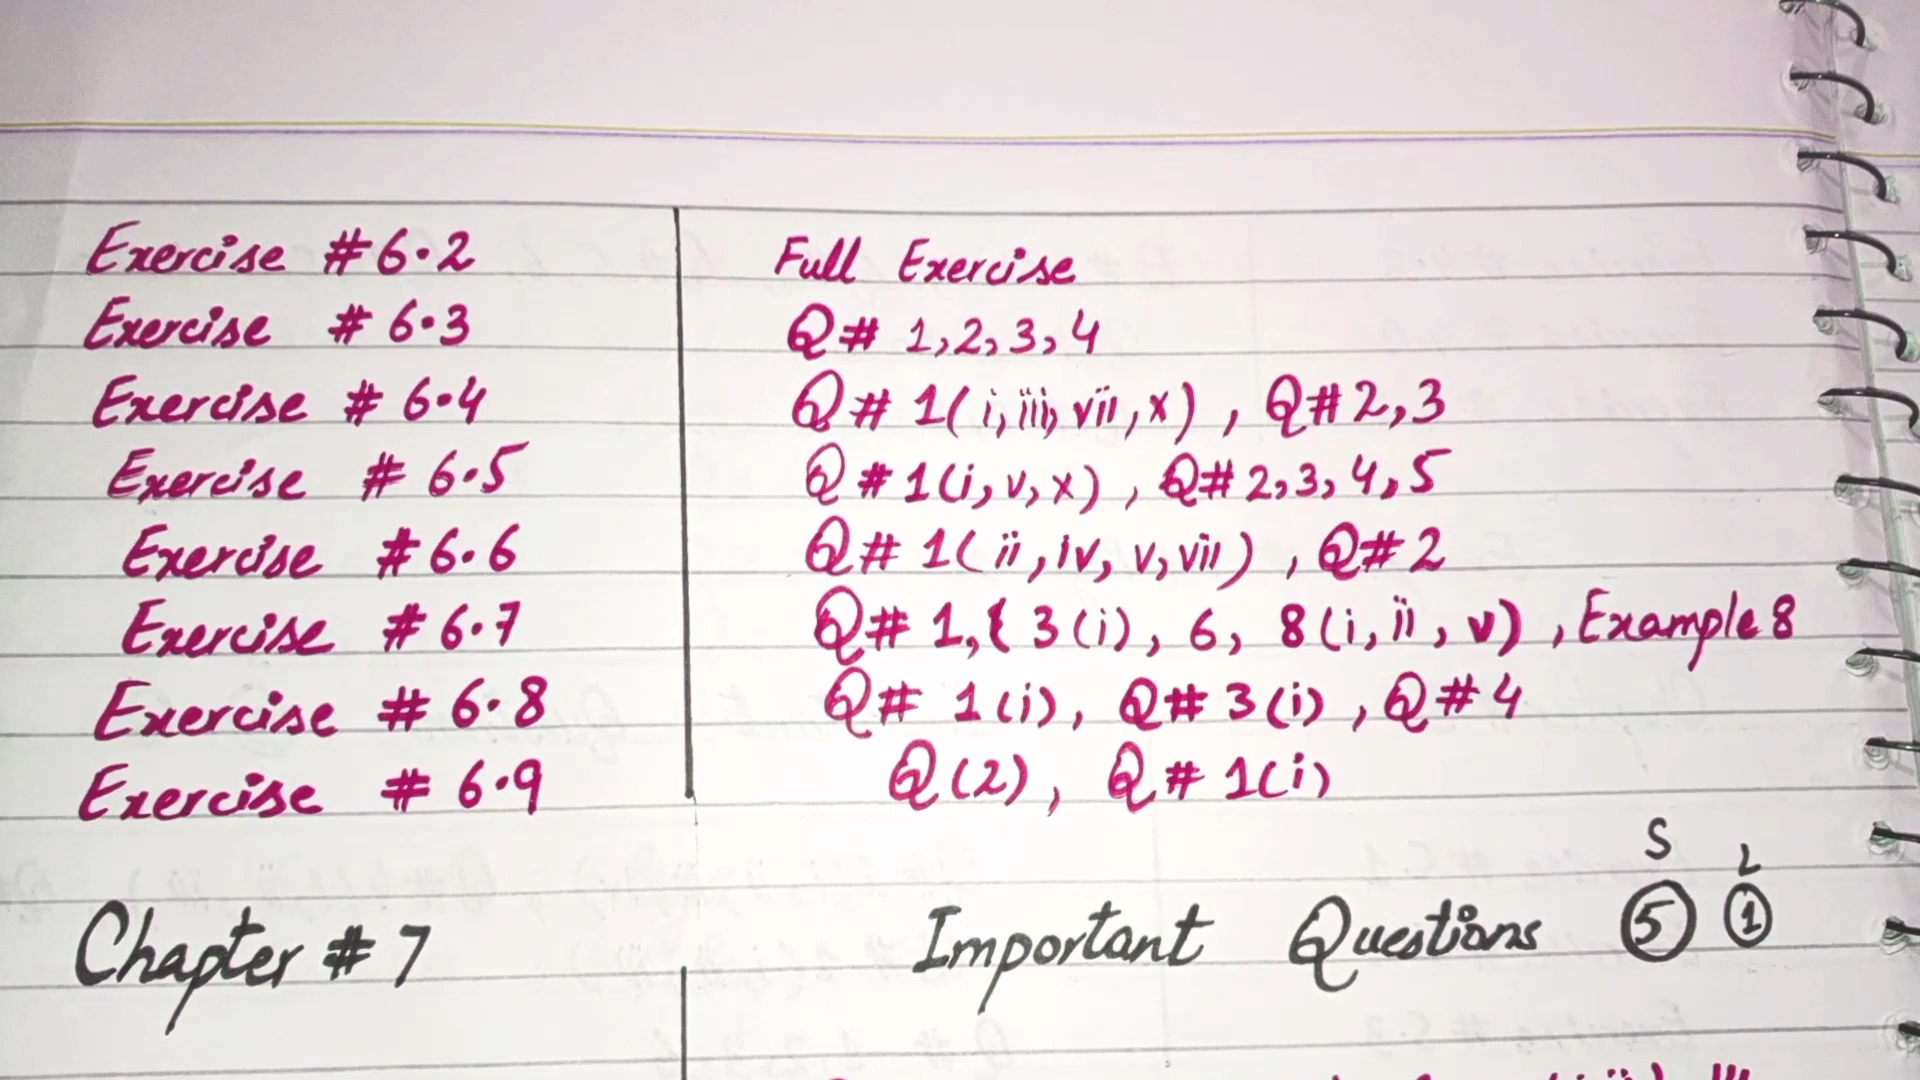 Exercise # 6.2 Full Exercise
Exercise # 6.3 Q# 1,2,3,4
Exercise # 6.4 Q# 1(i,iii,vii,x), Q#2,3
Exercise # 6.5 Q#1(i,v,x), Q#2,3,4,5
Exercise # 6.6 Q# 1(ii,iv,v,vii), Q#2
Exercise # 6.7 Q# 1,{ 3(i), 6, 8(i,ii,v), Example 8
Exercise # 6.8 Q# 1(i), Q#3(i), Q#4
Exercise # 6.9 Q(2), Q# 1(i)
S L
Chapter # 7 Important Questions 5 1